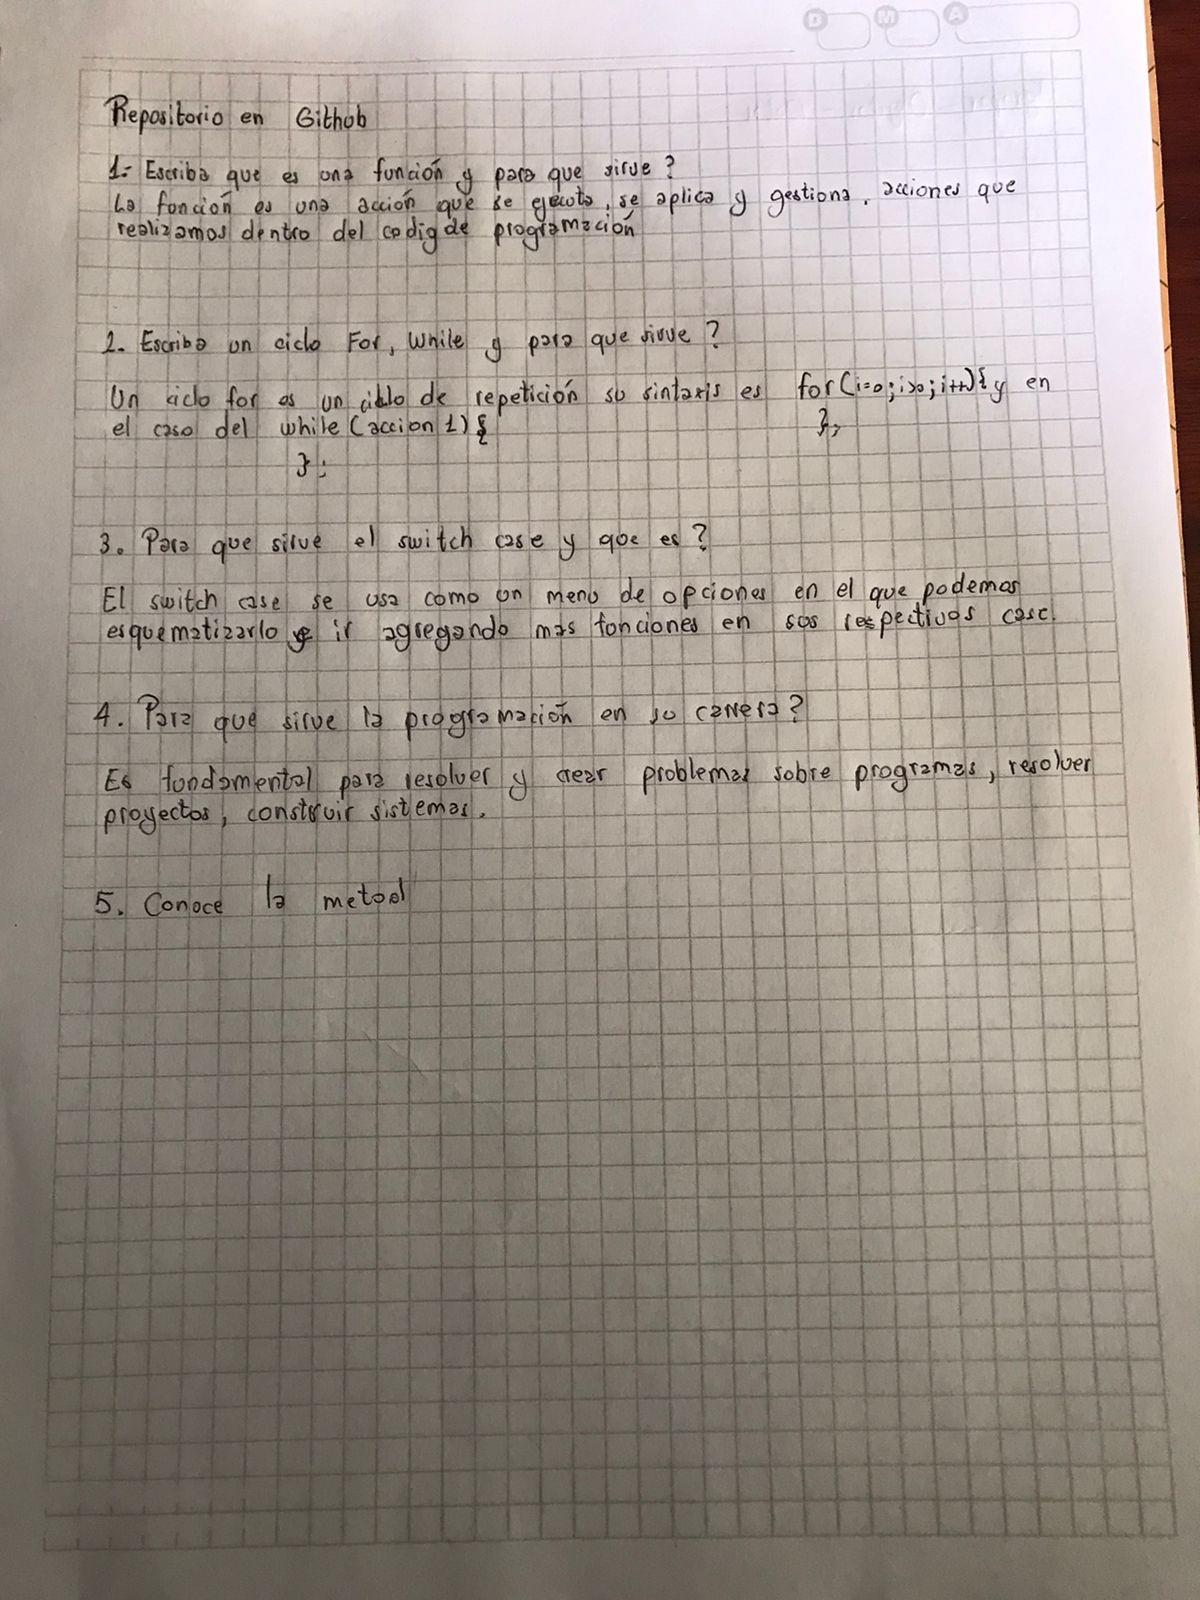 D M A
Repositorio en Github
1.- Escriba que es una función y para que sirve?
La función es una acción que se ejecuta, se aplica y gestiona, acciones que
realizamos dentro del codig de programación
2. Escriba un ciclo For, While y para que sirve?
Un ciclo for es un ciclo de repetición su sintaxis es for(i=0; i>0; i++){ y en
el caso del while (accion 1) { };
} ;
3. Para que sirve el switch case y que es?
El switch case se usa como un menu de opciones en el que podemos
esquematizarlo y ir agregando mas funciones en sus respectivos case.
4. Para que sirve la programación en su carrera?
Es fundamental para resolver y crear problemas sobre programas, resolver
proyectos, construir sistemas.
5. Conoce la metod